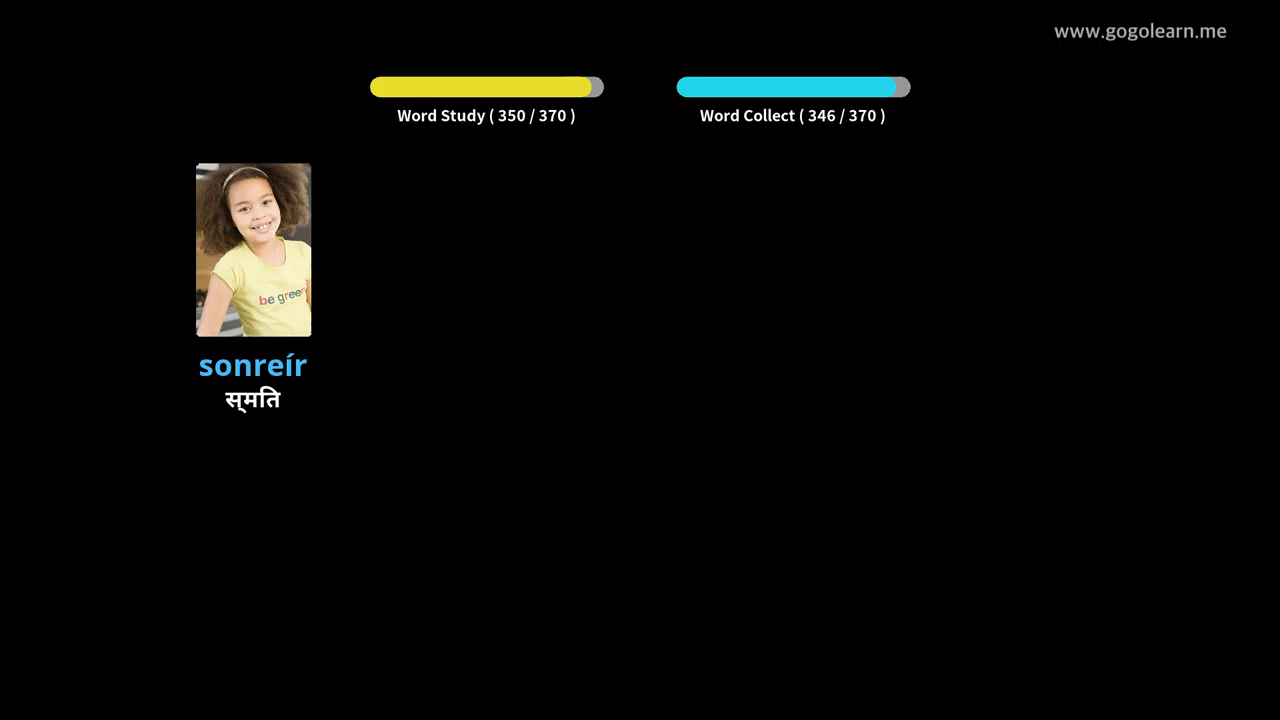 www.gogolearn.me
Word Study ( 350 / 370 )
Word Collect ( 346 / 370 )
be green
sonreír
स्‌मति